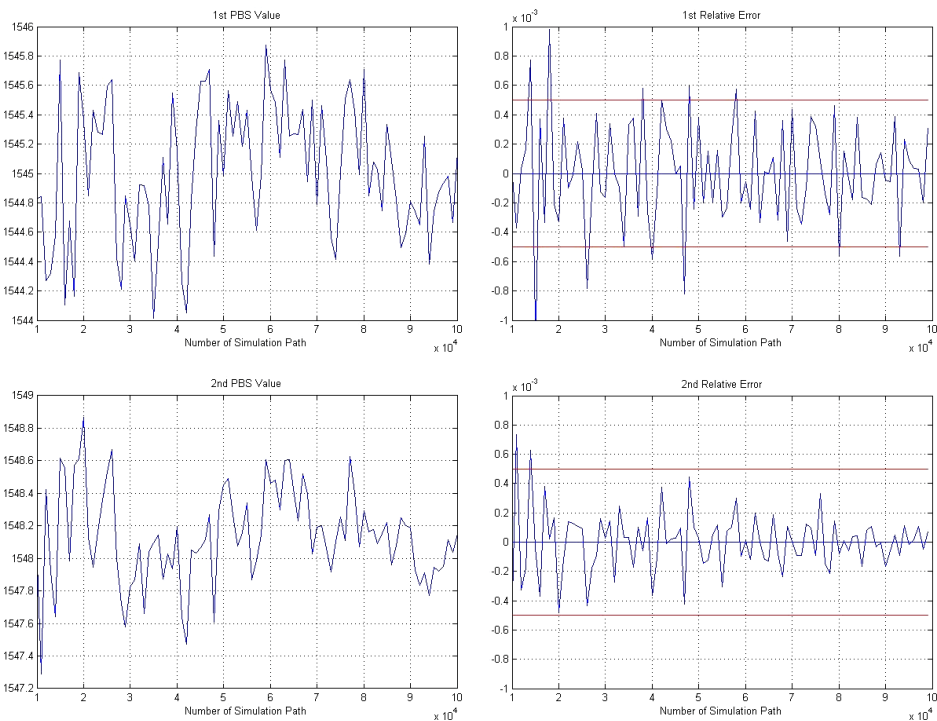 1st PBS Value
1546
1545.8
1545.6
1545.4
1545.2
1545
1544.8
1544.6
1544.4
1544.2
1544
1 2 3 4 5 6 7 8 9 10
Number of Simulation Path
x 10^4
1st Relative Error
x 10^-3
1
0.8
0.6
0.4
0.2
0
-0.2
-0.4
-0.6
-0.8
-1
1 2 3 4 5 6 7 8 9 10
Number of Simulation Path
x 10^4
2nd PBS Value
1549
1548.8
1548.6
1548.4
1548.2
1548
1547.8
1547.6
1547.4
1547.2
1 2 3 4 5 6 7 8 9 10
Number of Simulation Path
x 10^4
2nd Relative Error
x 10^-3
1
0.8
0.6
0.4
0.2
0
-0.2
-0.4
-0.6
-0.8
-1
1 2 3 4 5 6 7 8 9 10
Number of Simulation Path
x 10^4